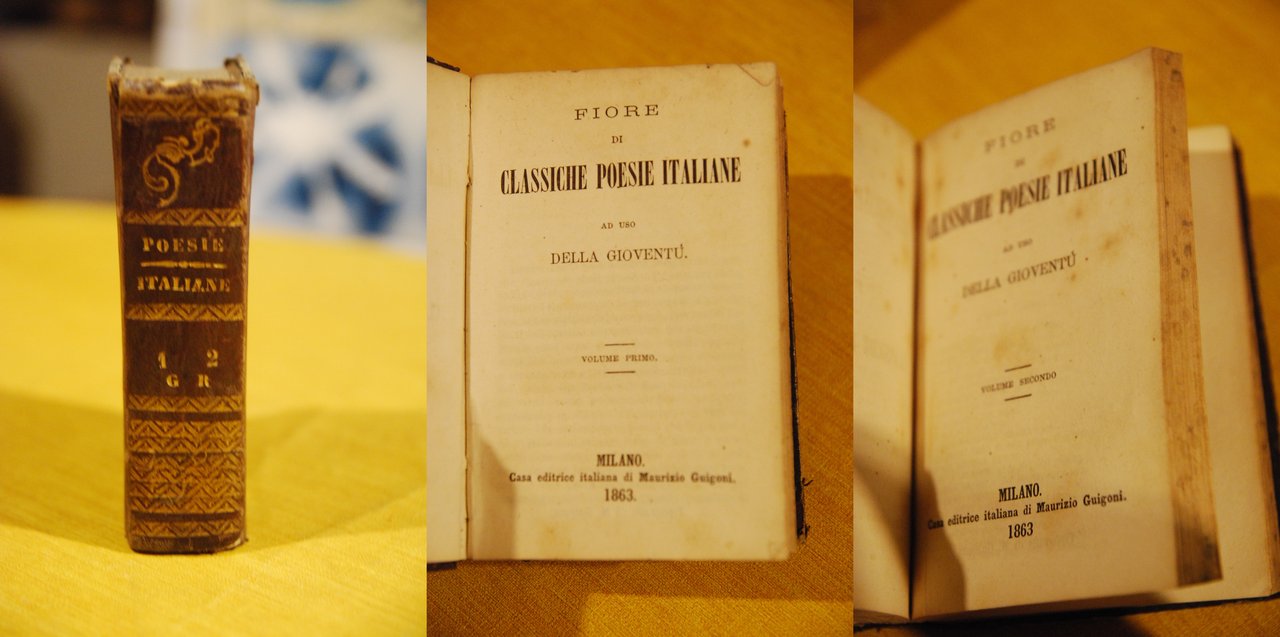 POESIE
ITALIANE
1 2
G R
FIORE
DI
CLASSICHE POESIE ITALIANE
AD USO
DELLA GIOVENTÙ.
VOLUME PRIMO.
MILANO.
Casa editrice italiana di Maurizio Guigoni.
1863.
FIORE
DI
CLASSICHE POESIE ITALIANE
AD USO
DELLA GIOVENTÙ
VOLUME SECONDO
MILANO.
Casa editrice italiana di Maurizio Guigoni.
1863